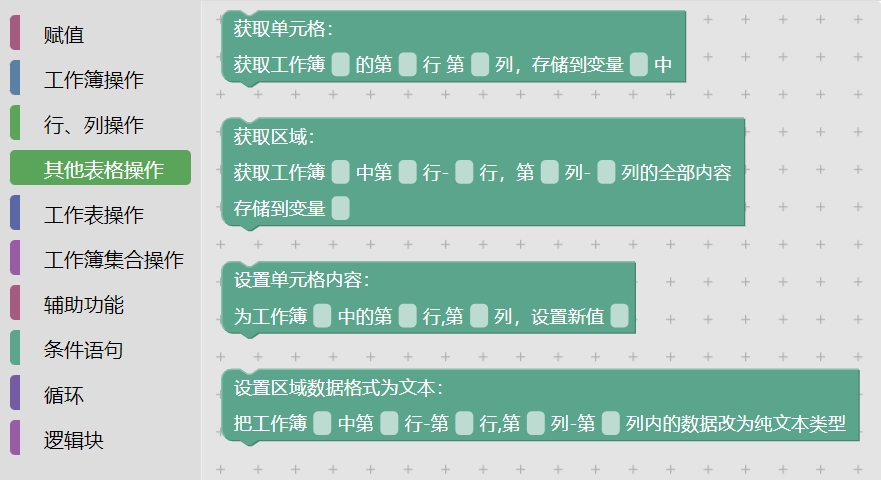 赋值
工作簿操作
行、列操作
其他表格操作
工作表操作
工作簿集合操作
辅助功能
条件语句
循环
逻辑块
获取单元格：
获取工作簿 的第 行 第 列，存储到变量 中
获取区域：
获取工作簿 中第 行- 行，第 列- 列的全部内容
存储到变量
设置单元格内容：
为工作簿 中的第 行,第 列，设置新值
设置区域数据格式为文本：
把工作簿 中第 行-第 行,第 列-第 列内的数据改为纯文本类型